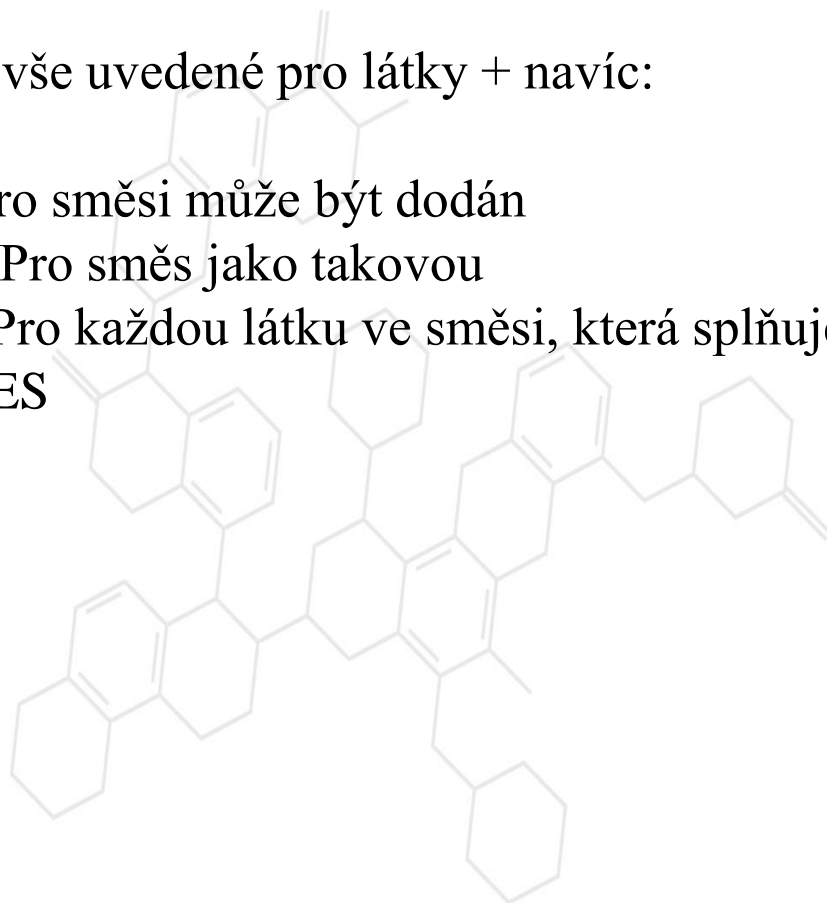 vše uvedené pro látky + navíc:
ro směsi může být dodán
Pro směs jako takovou
Pro každou látku ve směsi, která splňuje
ES